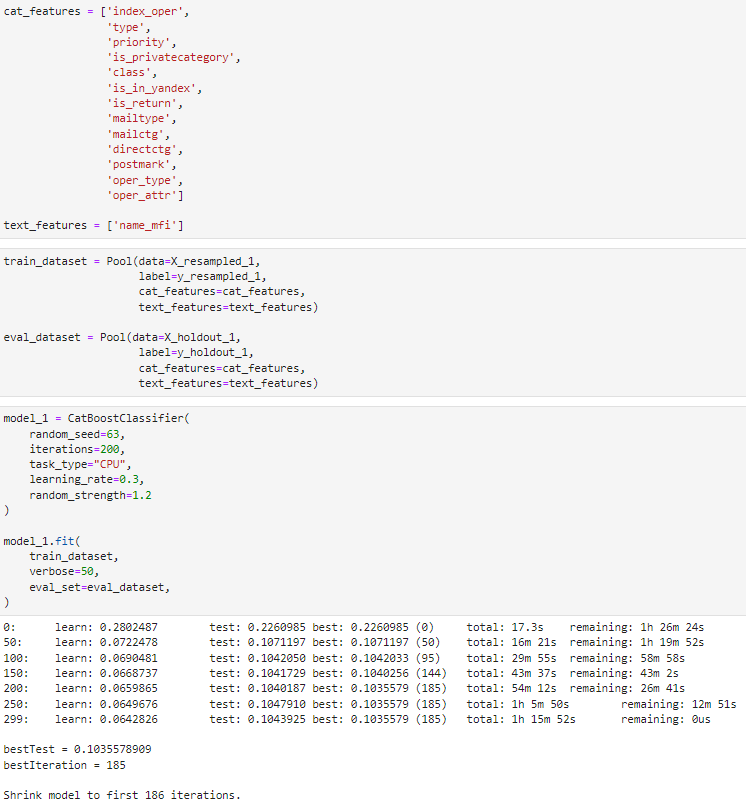 cat_features = ['index_oper',
                'type',
                'priority',
                'is_privatecategory',
                'class',
                'is_in_yandex',
                'is_return',
                'mailtype',
                'mailctg',
                'directctg',
                'postmark',
                'oper_type',
                'oper_attr']
text_features = ['name_mfi']
train_dataset = Pool(data=X_resampled_1,
                     label=y_resampled_1,
                     cat_features=cat_features,
                     text_features=text_features)
eval_dataset = Pool(data=X_holdout_1,
                     label=y_holdout_1,
                     cat_features=cat_features,
                     text_features=text_features)
model_1 = CatBoostClassifier(
    random_seed=63,
    iterations=200,
    task_type="CPU",
    learning_rate=0.3,
    random_strength=1.2
)
model_1.fit(
    train_dataset,
    verbose=50,
    eval_set=eval_dataset,
)
0:      learn: 0.2802487        test: 0.2260985 best: 0.2260985 (0)     total: 17.3s    remaining: 1h 26m 24s
50:     learn: 0.0722478        test: 0.1071197 best: 0.1071197 (50)    total: 16m 21s  remaining: 1h 19m 52s
100:    learn: 0.0690481        test: 0.1042050 best: 0.1042033 (95)    total: 29m 55s  remaining: 58m 58s
150:    learn: 0.0668737        test: 0.1041729 best: 0.1040256 (144)   total: 43m 37s  remaining: 43m 2s
200:    learn: 0.0659865        test: 0.1040187 best: 0.1035579 (185)   total: 54m 12s  remaining: 26m 41s
250:    learn: 0.0649676        test: 0.1047910 best: 0.1035579 (185)   total: 1h 5m 50s        remaining: 12m 51s
299:    learn: 0.0642826        test: 0.1043925 best: 0.1035579 (185)   total: 1h 15m 52s       remaining: 0us
bestTest = 0.1035578909
bestIteration = 185
Shrink model to first 186 iterations.